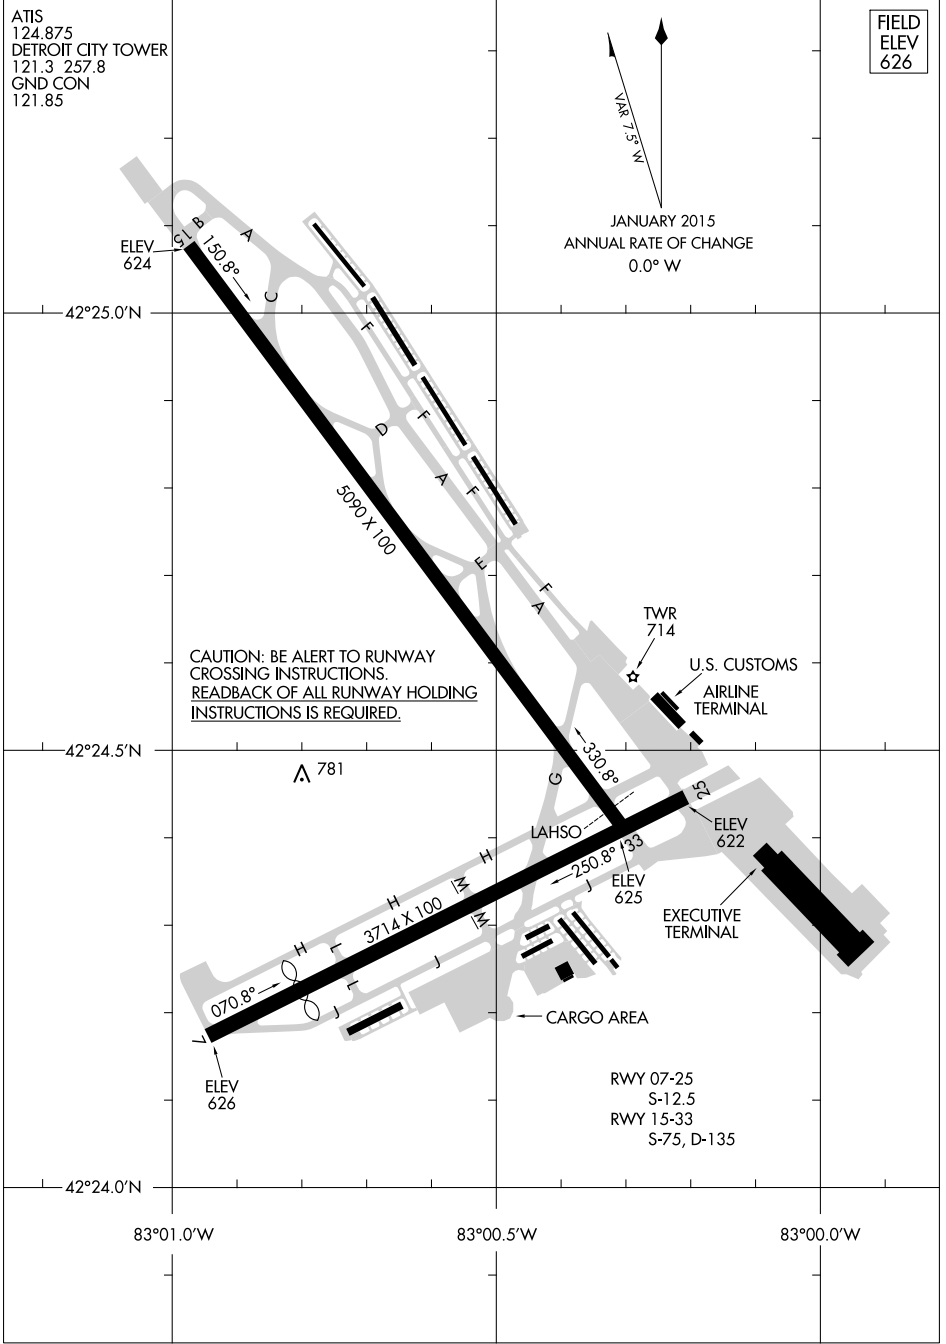 ATIS
124.875
DETROIT CITY TOWER
121.3 257.8
GND CON
121.85
FIELD
ELEV
626
VAR 7.5° W
JANUARY 2015
ANNUAL RATE OF CHANGE
0.0° W
ELEV
624
15
B
A
150.8°
C
42°25.0'N
F
D
F
A
F
5090 X 100
E
F
A
TWR
714
CAUTION: BE ALERT TO RUNWAY
CROSSING INSTRUCTIONS.
READBACK OF ALL RUNWAY HOLDING
INSTRUCTIONS IS REQUIRED.
U.S. CUSTOMS
AIRLINE
TERMINAL
42°24.5'N
781
330.8°
G
25
LAHSO
ELEV
622
33
250.8°
H
M
J
ELEV
625
H
3714 X 100
M
EXECUTIVE
TERMINAL
H
L
J
070.8°
L
J
CARGO AREA
7
ELEV
626
RWY 07-25
S-12.5
RWY 15-33
S-75, D-135
42°24.0'N
83°01.0'W
83°00.5'W
83°00.0'W